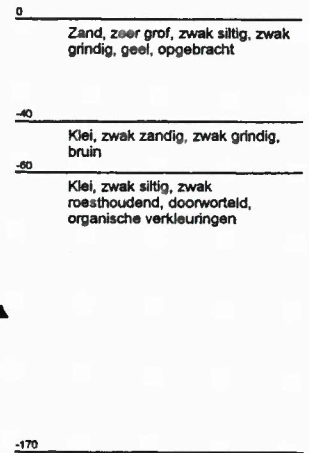 0
Zand, zeer grof, zwak siltig, zwak
grindig, geel, opgebracht
-40
Klei, zwak zandig, zwak grindig,
bruin
-60
Klei, zwak siltig, zwak
roesthoudend, doorworteld,
organische verkleuringen
-170